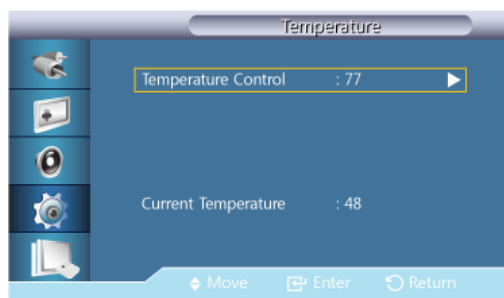 Temperature
Temperature Control : 77
Current Temperature : 48
Move Enter Return